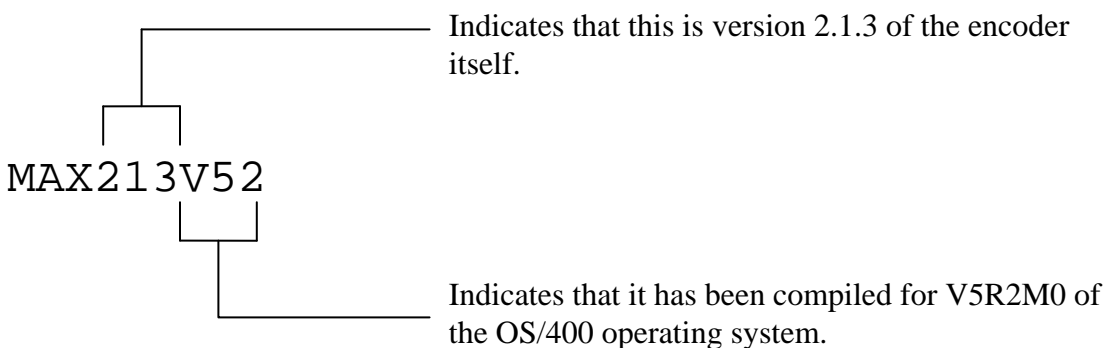 Indicates that this is version 2.1.3 of the encoder
itself.
MAX213V52
Indicates that it has been compiled for V5R2M0 of
the OS/400 operating system.